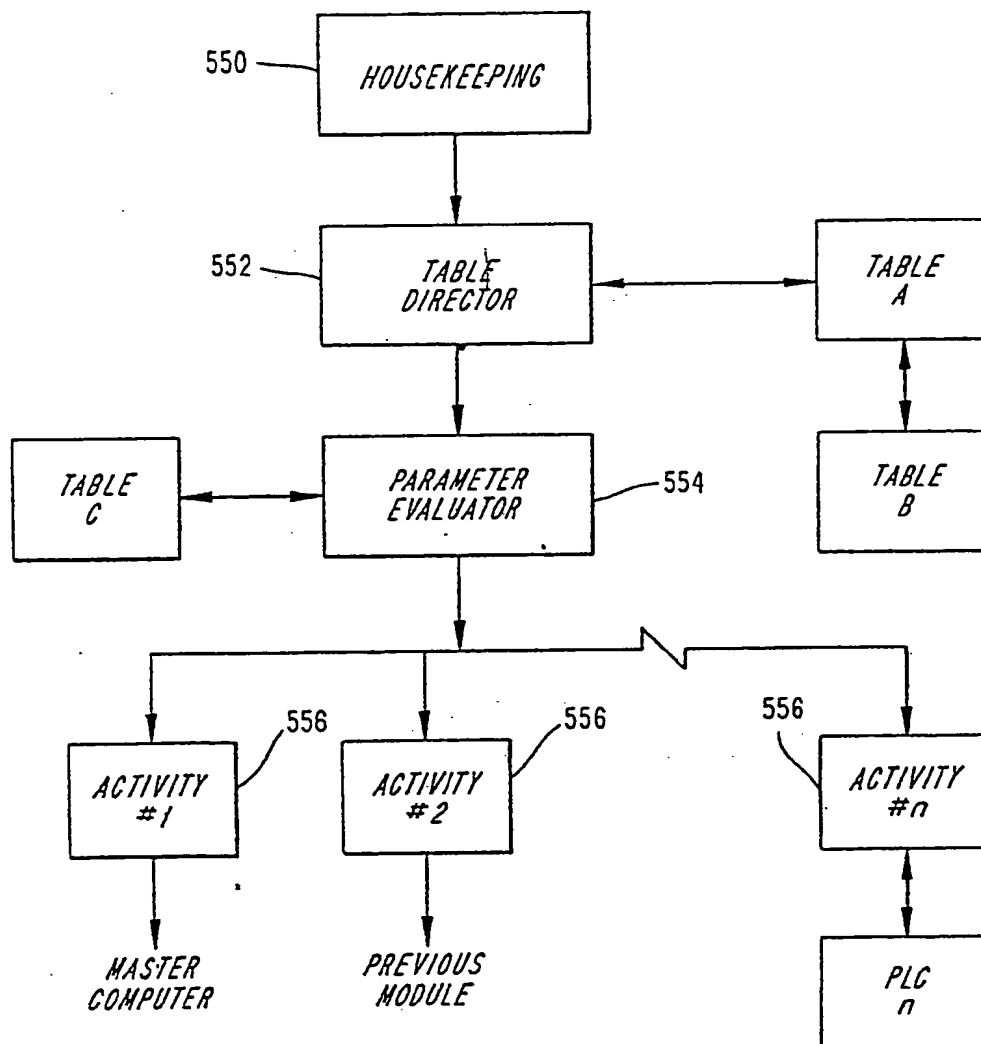 550
HOUSEKEEPING
552
TABLE
DIRECTOR
TABLE
A
TABLE
C
PARAMETER
EVALUATOR
554
TABLE
B
556
556
556
ACTIVITY
#1
ACTIVITY
#2
ACTIVITY
#n
MASTER
COMPUTER
PREVIOUS
MODULE
PLC
n